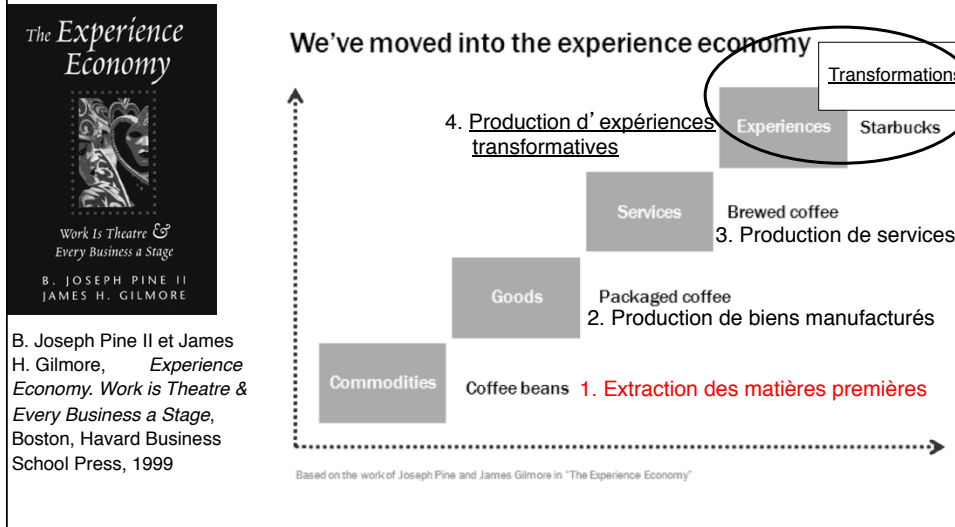 The Experience
Economy
Work Is Theatre &
Every Business a Stage
B. JOSEPH PINE II
JAMES H. GILMORE
B. Joseph Pine II et James
H. Gilmore, Experience
Economy. Work is Theatre &
Every Business a Stage,
Boston, Havard Business
School Press, 1999
We've moved into the experience economy
Transformations
4. Production d'expériences
transformatives
Experiences
Starbucks
Services
Brewed coffee
3. Production de services
Goods
Packaged coffee
2. Production de biens manufacturés
Commodities
Coffee beans
1. Extraction des matières premières
Based on the work of Joseph Pine and James Gilmore in "The Experience Economy"